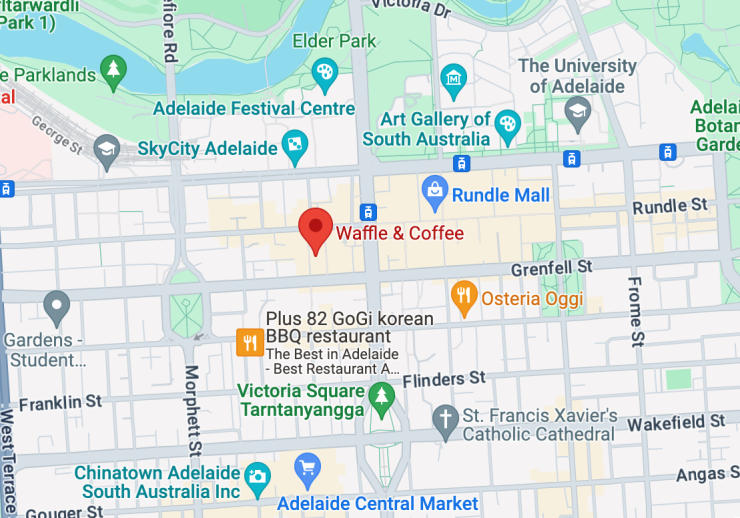 ltarwardli
Park 1)
efiore Rd
Victoria Dr
Elder Park
e Parklands
The University
of Adelaide
al
Adelaide Festival Centre
Art Gallery of
South Australia
Adelai
Botan
Garde
George St
SkyCity Adelaide
Rundle Mall
Rundle St
Waffle & Coffee
Grenfell St
Osteria Oggi
Frome St
Gardens -
Student...
Plus 82 GoGi korean
BBQ restaurant
The Best in Adelaide
- Best Restaurant A...
Flinders St
Victoria Square
Tarntanyangga
Franklin St
Morphett St
West Terrace
St. Francis Xavier's
Catholic Cathedral
Wakefield St
Chinatown Adelaide
South Australia Inc
Angas S
Adelaide Central Market
Gouger St